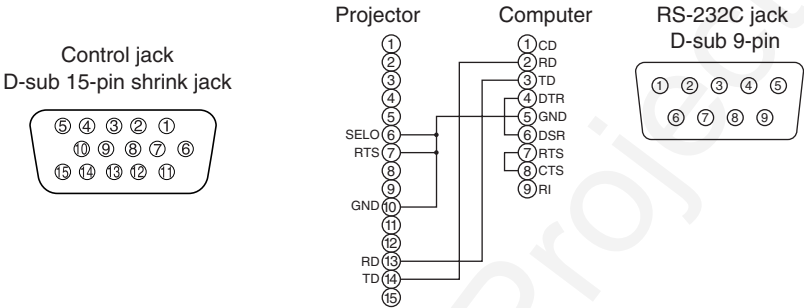 Control jack
D-sub 15-pin shrink jack
5 4 3 2 1
10 9 8 7 6
15 14 13 12 11
Projector
1
2
3
4
5
SELO 6
RTS 7
8
9
GND 10
11
12
RD 13
TD 14
15
Computer
1 CD
2 RD
3 TD
4 DTR
5 GND
6 DSR
7 RTS
8 CTS
9 RI
RS-232C jack
D-sub 9-pin
1 2 3 4 5
6 7 8 9
Project